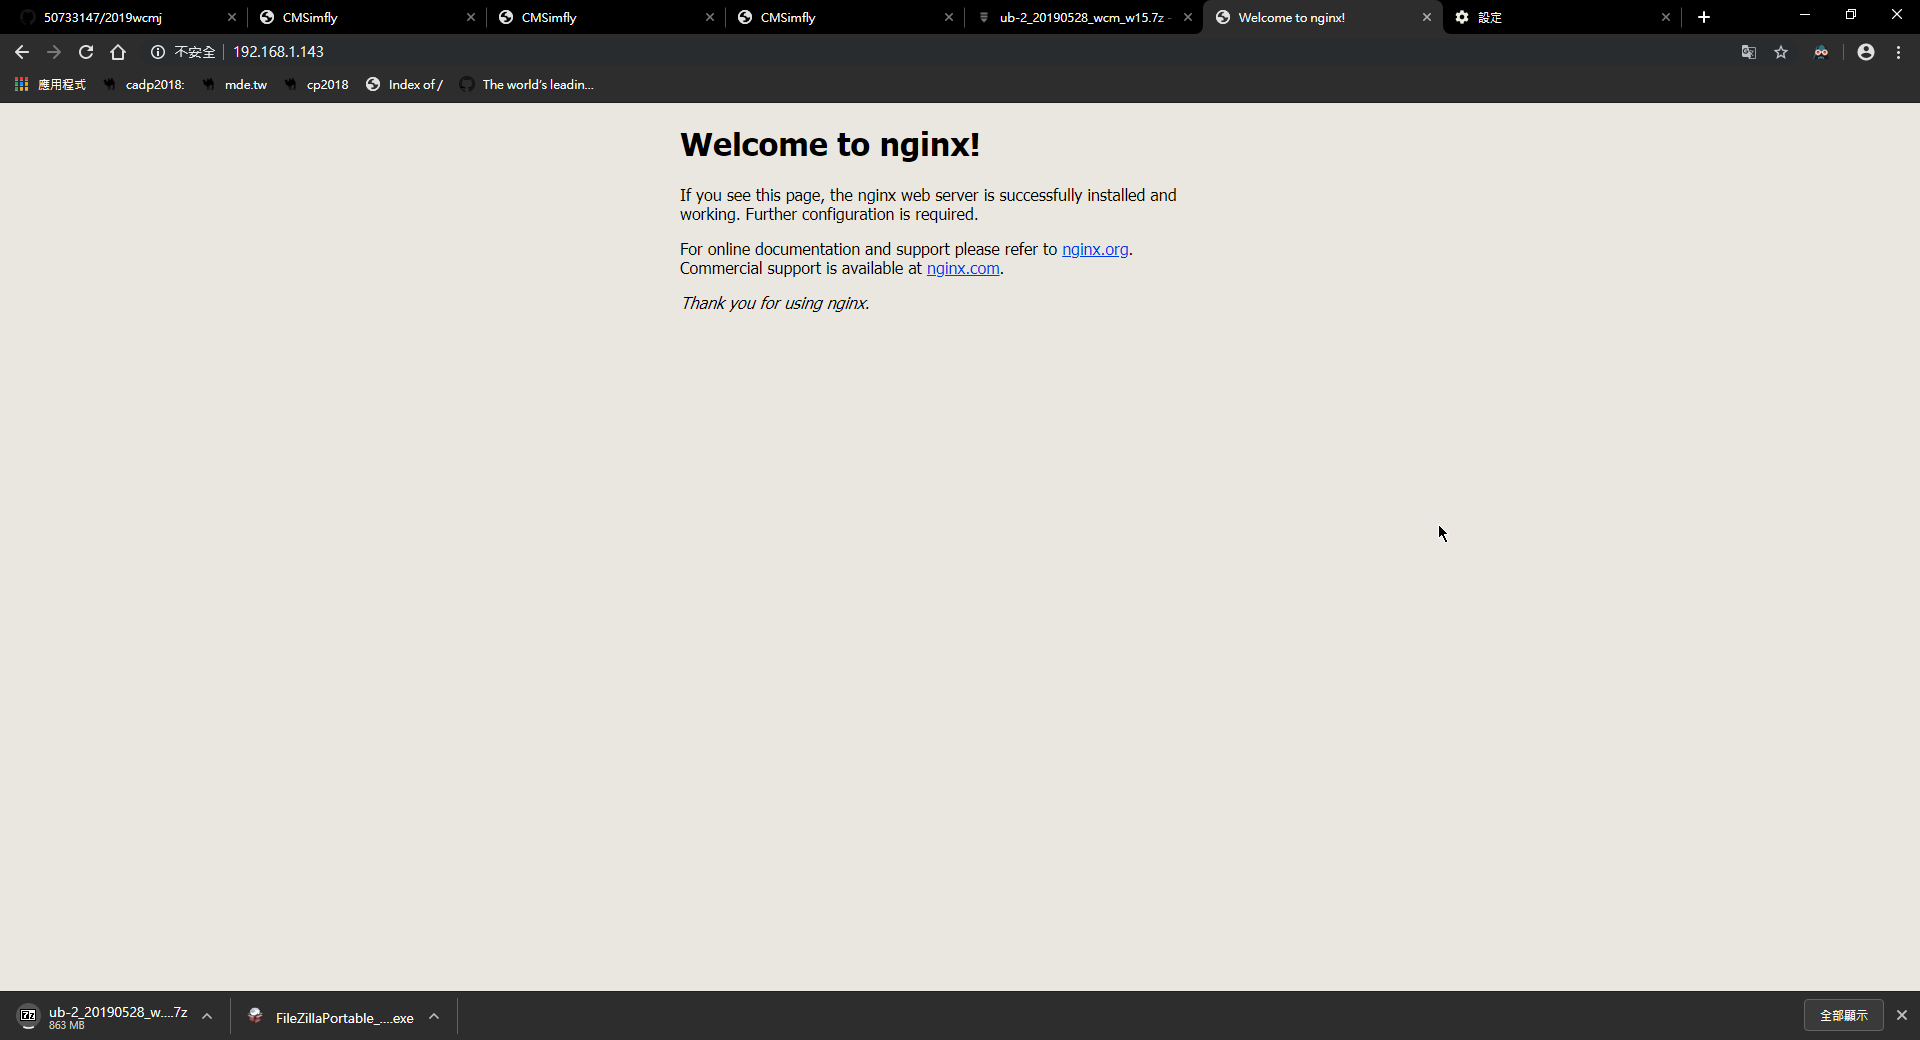 50733147/2019wcmj
CMSimfly
CMSimfly
CMSimfly
ub-2_20190528_wcm_w15.7z -
Welcome to nginx!
設定
不安全
192.168.1.143
應用程式
cadp2018:
mde.tw
cp2018
Index of /
The world's leadin...
Welcome to nginx!
If you see this page, the nginx web server is successfully installed and
working. Further configuration is required.
For online documentation and support please refer to nginx.org.
Commercial support is available at nginx.com.
Thank you for using nginx.
ub-2_20190528_w....7z
863 MB
FileZillaPortable_....exe
全部顯示